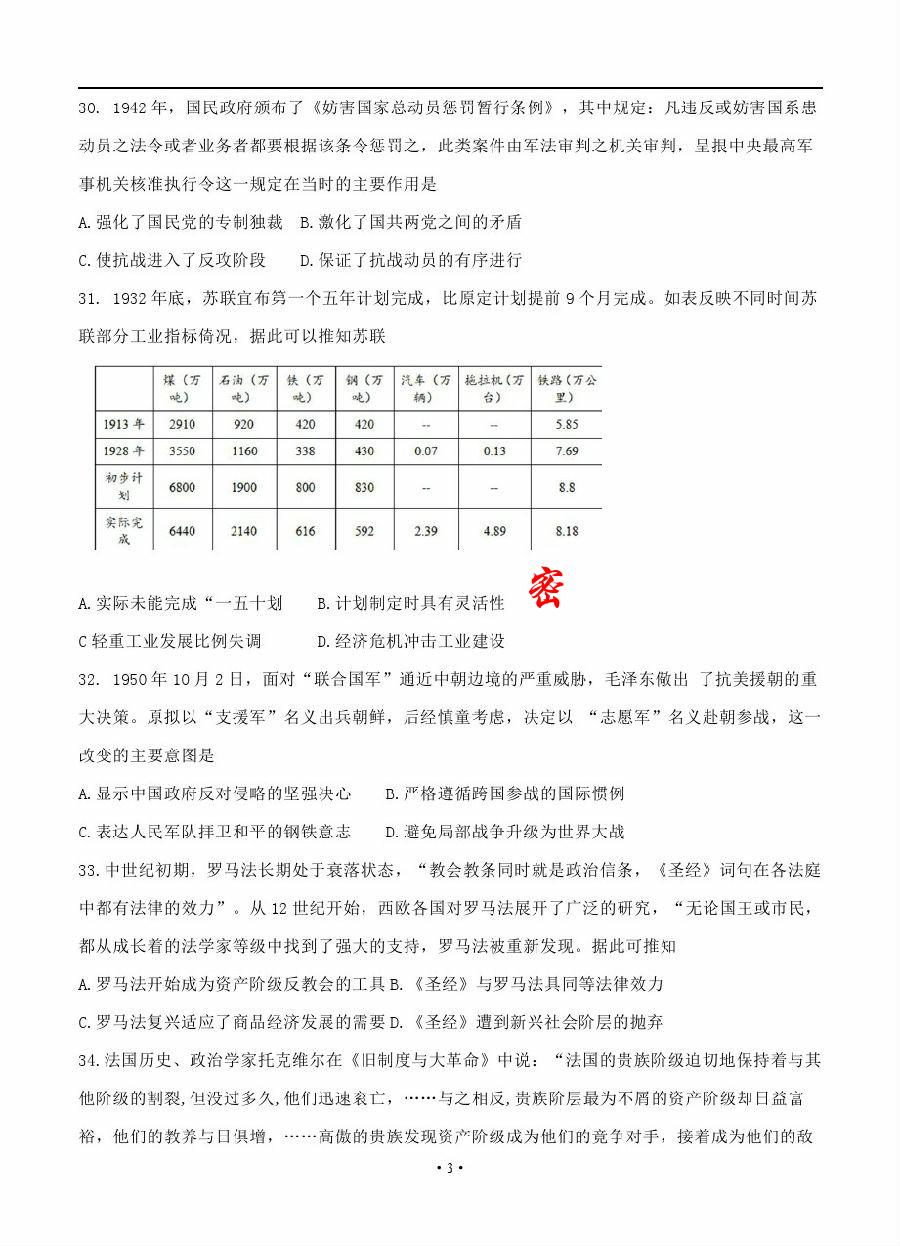 30. 1942年，国民政府颁布了《妨害国家总动员惩罚暂行条例》，其中规定：凡违反或妨害国系患
动员之法令或者业务者都要根据该条令惩罚之，此类案件由军法审判之机关审判，呈报中央最高军
事机关核准执行令这一规定在当时的主要作用是
A.强化了国民党的专制独裁 B.激化了国共两党之间的矛盾
C.使抗战进入了反攻阶段 D.保证了抗战动员的有序进行
31. 1932年底，苏联宣布第一个五年计划完成，比原定计划提前9个月完成。如表反映不同时间苏
联部分工业指标倚况，据此可以推知苏联
煤（万吨） 石油（万吨） 铁（万吨） 钢（万吨） 汽车（万辆） 拖拉机（万台） 铁路（万公里）
1913年 2910 920 420 420 -- -- 5.85
1928年 3550 1160 338 430 0.07 0.13 7.69
初步计划 6800 1900 800 830 -- -- 8.8
实际完成 6440 2140 616 592 2.39 4.89 8.18
密
A.实际未能完成“一五十划 B.计划制定时具有灵活性
C轻重工业发展比例失调 D.经济危机冲击工业建设
32. 1950年10月2日，面对“联合国军”通近中朝边境的严重威胁，毛泽东做出 了抗美援朝的重
大决策。原拟以“支援军”名义出兵朝鲜，后经慎童考虑，决定以 “志愿军”名义赴朝参战，这一
改变的主要意图是
A.显示中国政府反对侵略的坚强决心 B.严格遵循跨国参战的国际惯例
C.表达人民军队拝卫和平的钢铁意志 D.避免局部战争升级为世界大战
33.中世纪初期，罗马法长期处于衰落状态，“教会教条同时就是政治信条，《圣经》词句在各法庭
中都有法律的效力”。从12世纪开始，西欧各国对罗马法展开了广泛的研究，“无论国王或市民，
都从成长着的法学家等级中找到了强大的支持，罗马法被重新发现。据此可推知
A.罗马法开始成为资产阶级反教会的工具 B.《圣经》与罗马法具同等法律效力
C.罗马法复兴适应了商品经济发展的需要 D.《圣经》遭到新兴社会阶层的抛弃
34.法国历史、政治学家托克维尔在《旧制度与大革命》中说：“法国的贵族阶级迫切地保持着与其
他阶级的割裂,但没过多久,他们迅速衰亡，……与之相反,贵族阶层最为不屑的资产阶级却日益富
裕，他们的教养与日俱增，……高傲的贵族发现资产阶级成为他们的竞争对手，接着成为他们的敌
·3·